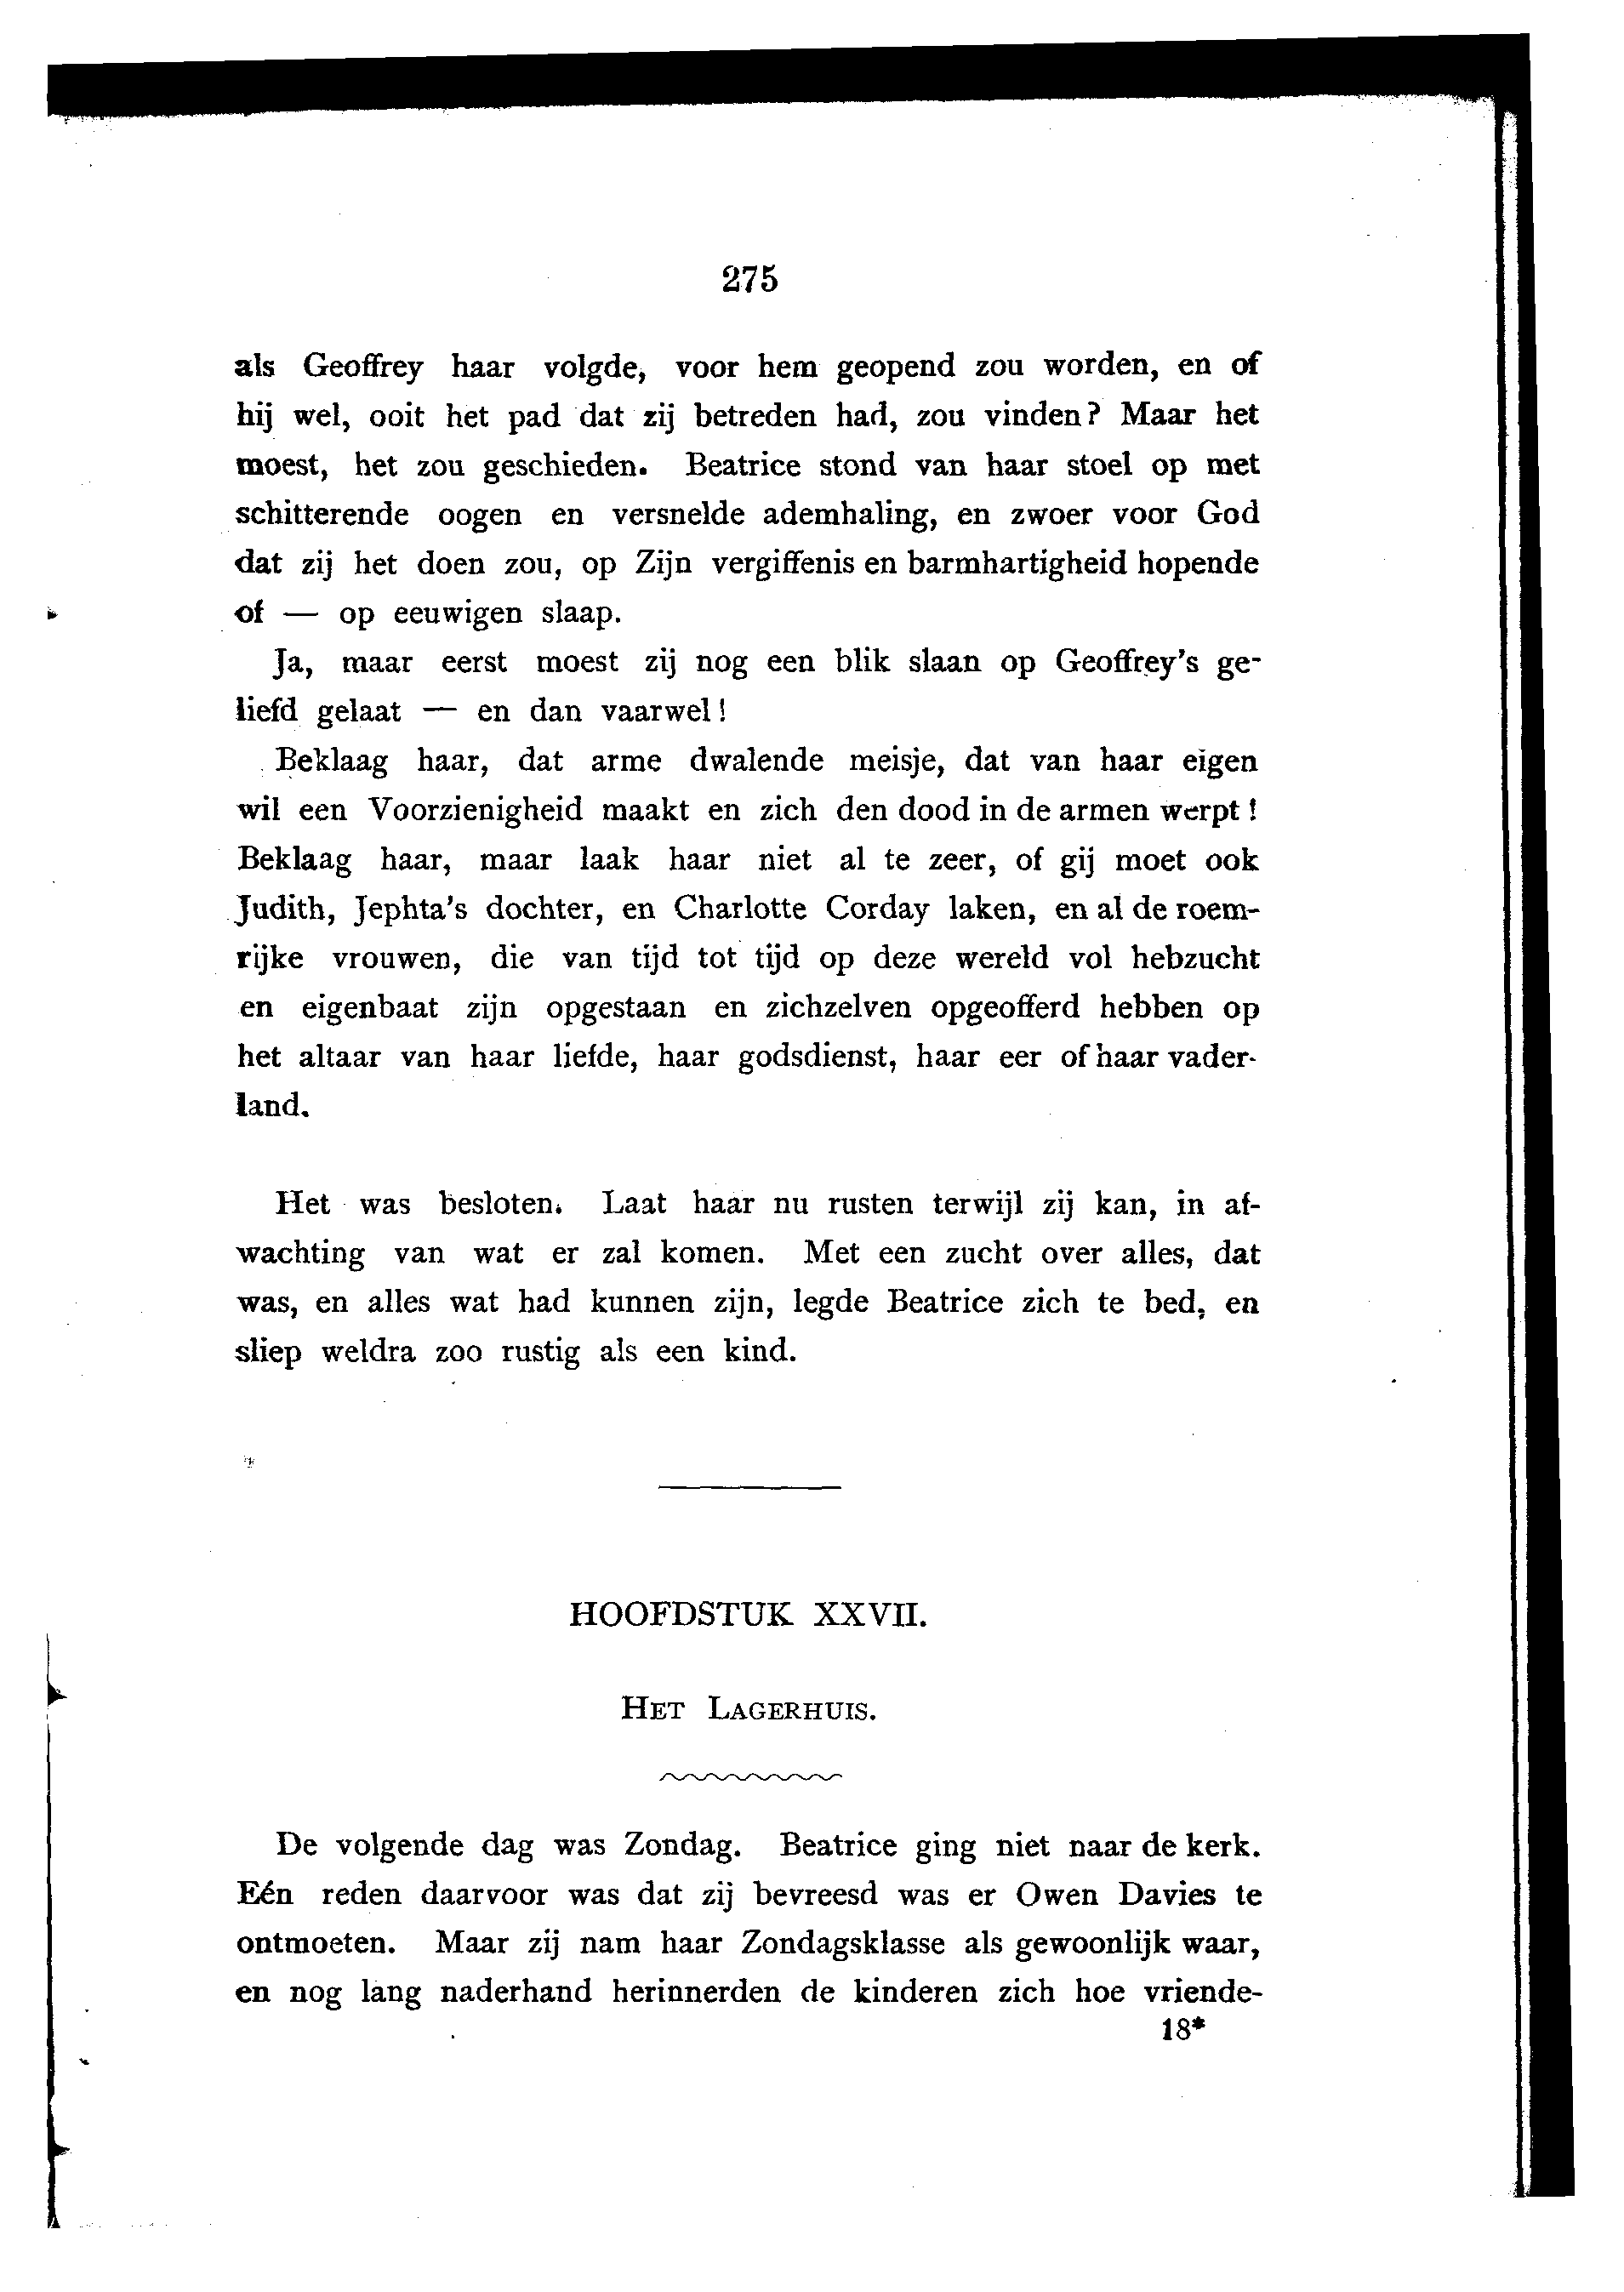 275
als Geoffrey haar volgde, voor hem geopend zou worden, en of
hij wel, ooit het pad dat zij betreden had, zou vinden? Maar het
moest, het zou geschieden. Beatrice stond van haar stoel op met
schitterende oogen en versnelde ademhaling, en zwoer voor God
dat zij het doen zou, op Zijn vergiffenis en barmhartigheid hopende
of — op eeuwigen slaap.
Ja, maar eerst moest zij nog een blik slaan op Geoffrey's ge-
liefd gelaat — en dan vaarwel!
Beklaag haar, dat arme dwalende meisje, dat van haar eigen
wil een Voorzienigheid maakt en zich den dood in de armen werpt!
Beklaag haar, maar laak haar niet al te zeer, of gij moet ook
Judith, Jephta's dochter, en Charlotte Corday laken, en al de roem-
rijke vrouwen, die van tijd tot tijd op deze wereld vol hebzucht
en eigenbaat zijn opgestaan en zichzelven opgeofferd hebben op
het altaar van haar liefde, haar godsdienst, haar eer of haar vader-
land.
Het was besloten. Laat haar nu rusten terwijl zij kan, in af-
wachting van wat er zal komen. Met een zucht over alles, dat
was, en alles wat had kunnen zijn, legde Beatrice zich te bed, en
sliep weldra zoo rustig als een kind.
HOOFDSTUK XXVII.
HET LAGERHUIS.
De volgende dag was Zondag. Beatrice ging niet naar de kerk.
Eén reden daarvoor was dat zij bevreesd was er Owen Davies te
ontmoeten. Maar zij nam haar Zondagsklasse als gewoonlijk waar,
en nog lang naderhand herinnerden de kinderen zich hoe vriende-
18*